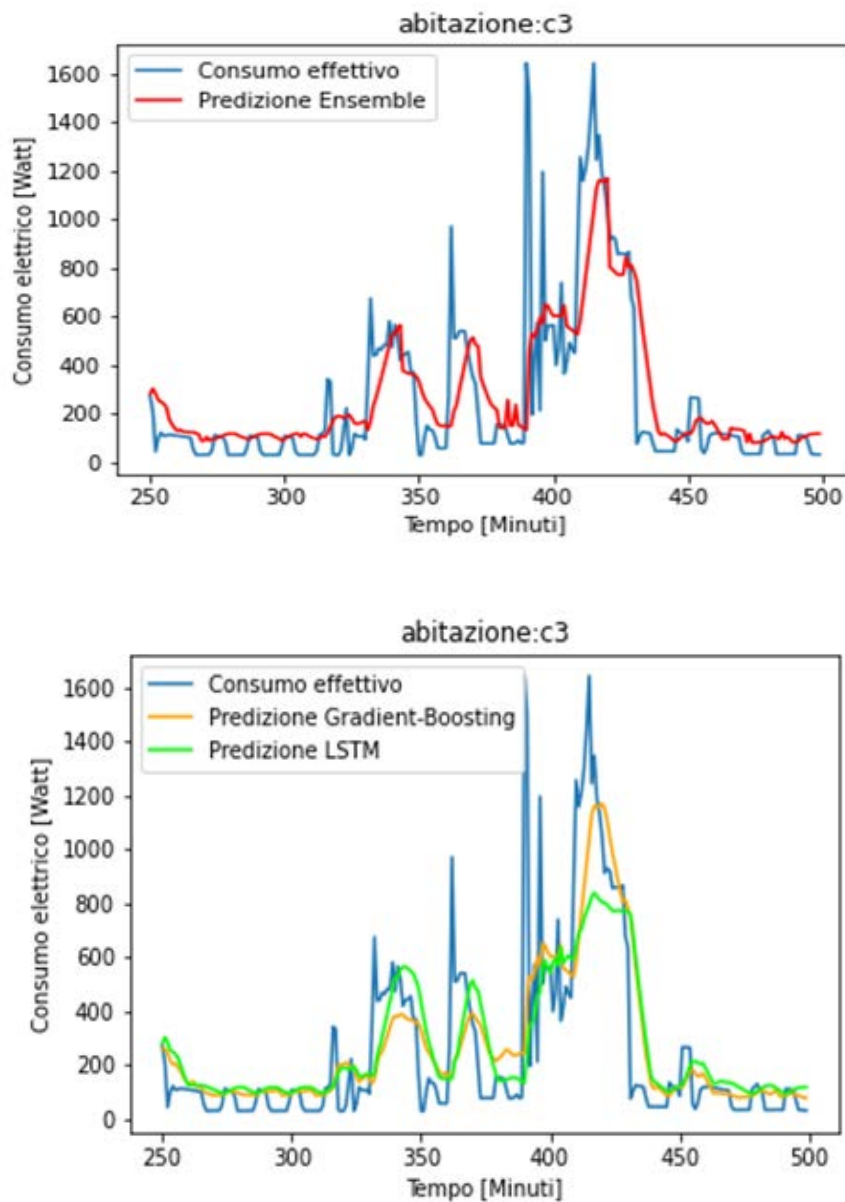 abitazione:c3
Consumo effettivo
Predizione Ensemble
Consumo elettrico [Watt]
1600
1400
1200
1000
800
600
400
200
0
250 300 350 400 450 500
Tempo [Minuti]
abitazione:c3
Consumo effettivo
Predizione Gradient-Boosting
Predizione LSTM
Consumo elettrico [Watt]
1600
1400
1200
1000
800
600
400
200
0
250 300 350 400 450 500
Tempo [Minuti]